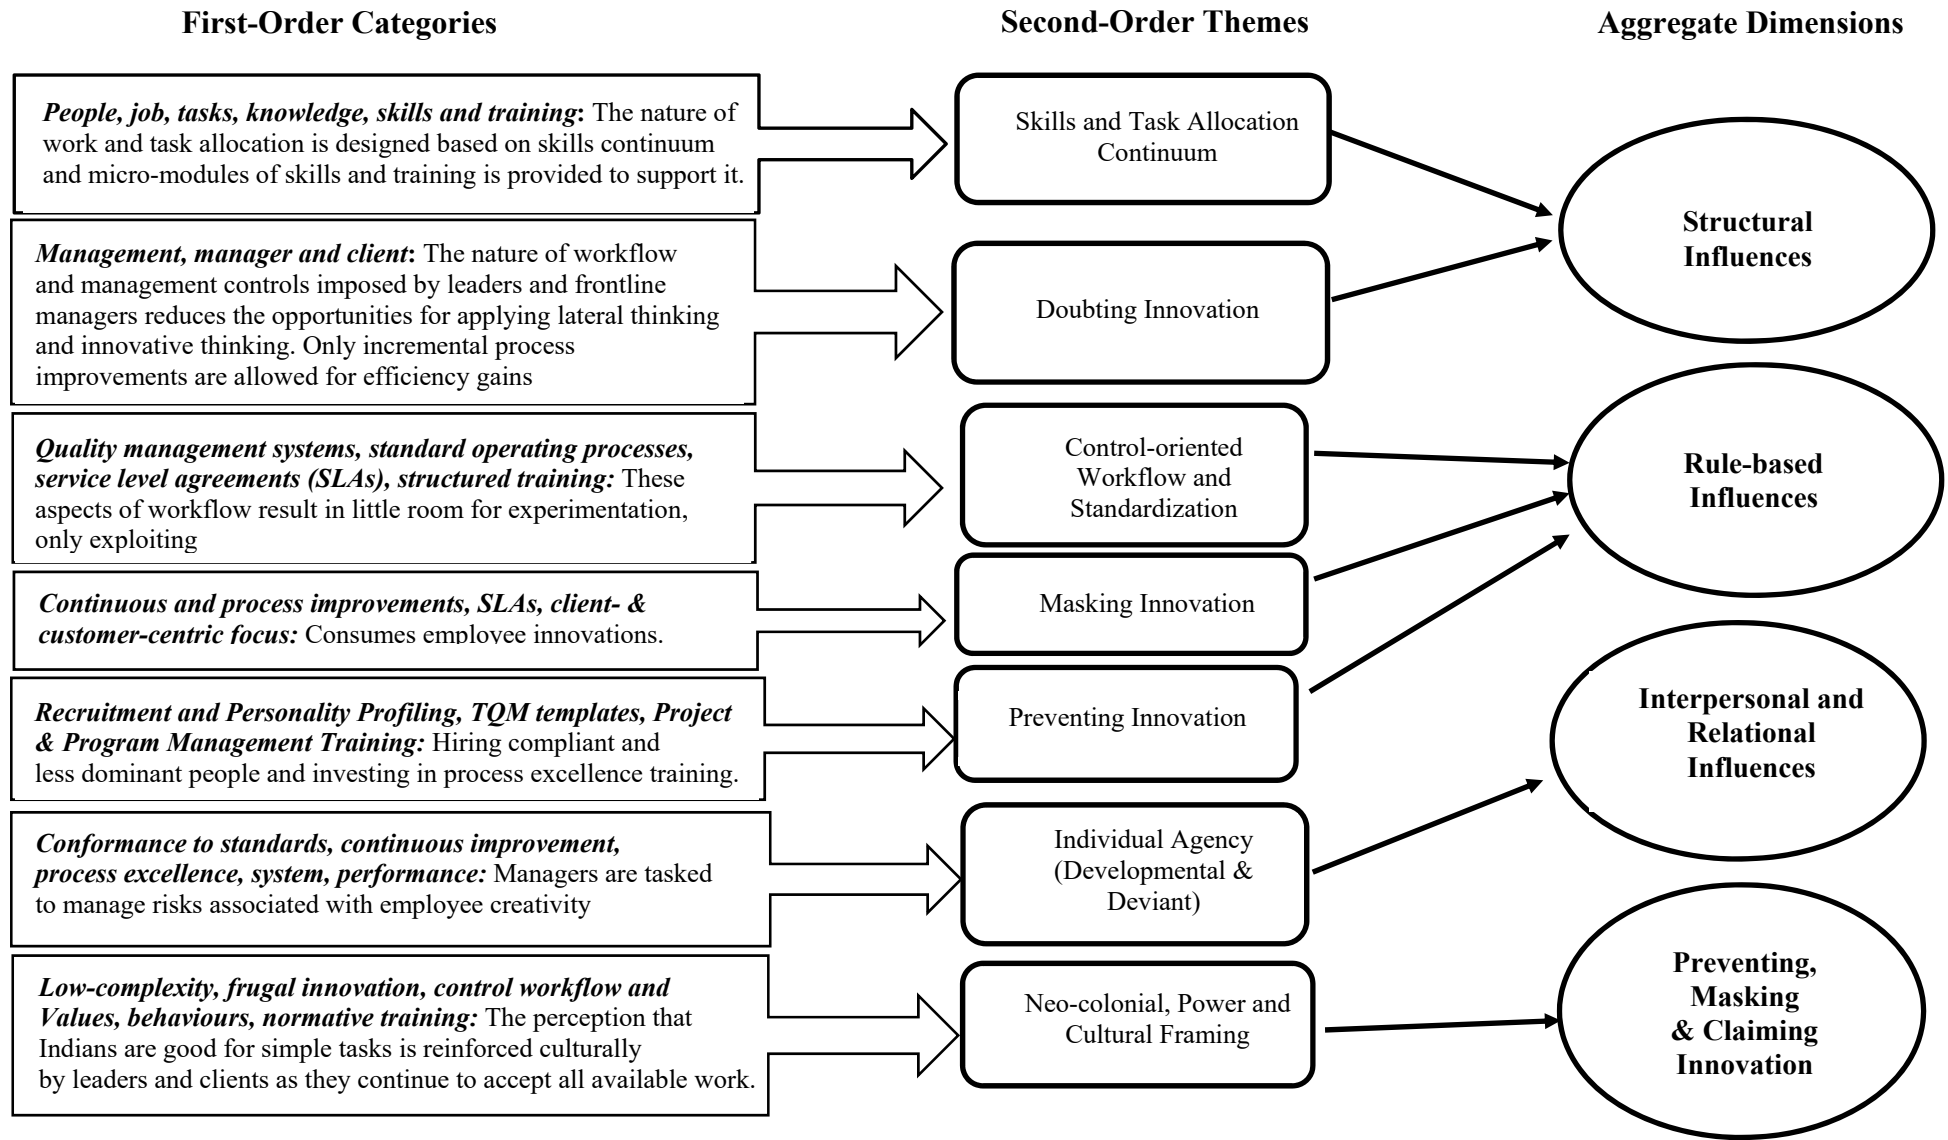 First-Order Categories
Second-Order Themes
Aggregate Dimensions
People, job, tasks, knowledge, skills and training: The nature of
work and task allocation is designed based on skills continuum
and micro-modules of skills and training is provided to support it.
Skills and Task Allocation
Continuum
Structural
Influences
Management, manager and client: The nature of workflow
and management controls imposed by leaders and frontline
managers reduces the opportunities for applying lateral thinking
and innovative thinking. Only incremental process
improvements are allowed for efficiency gains
Doubting Innovation
Quality management systems, standard operating processes,
service level agreements (SLAs), structured training: These
aspects of workflow result in little room for experimentation,
only exploiting
Control-oriented
Workflow and
Standardization
Rule-based
Influences
Continuous and process improvements, SLAs, client- &
customer-centric focus: Consumes employee innovations.
Masking Innovation
Recruitment and Personality Profiling, TQM templates, Project
& Program Management Training: Hiring compliant and
less dominant people and investing in process excellence training.
Preventing Innovation
Interpersonal and
Relational
Influences
Conformance to standards, continuous improvement,
process excellence, system, performance: Managers are tasked
to manage risks associated with employee creativity
Individual Agency
(Developmental &
Deviant)
Low-complexity, frugal innovation, control workflow and
Values, behaviours, normative training: The perception that
Indians are good for simple tasks is reinforced culturally
by leaders and clients as they continue to accept all available work.
Neo-colonial, Power and
Cultural Framing
Preventing,
Masking
& Claiming
Innovation